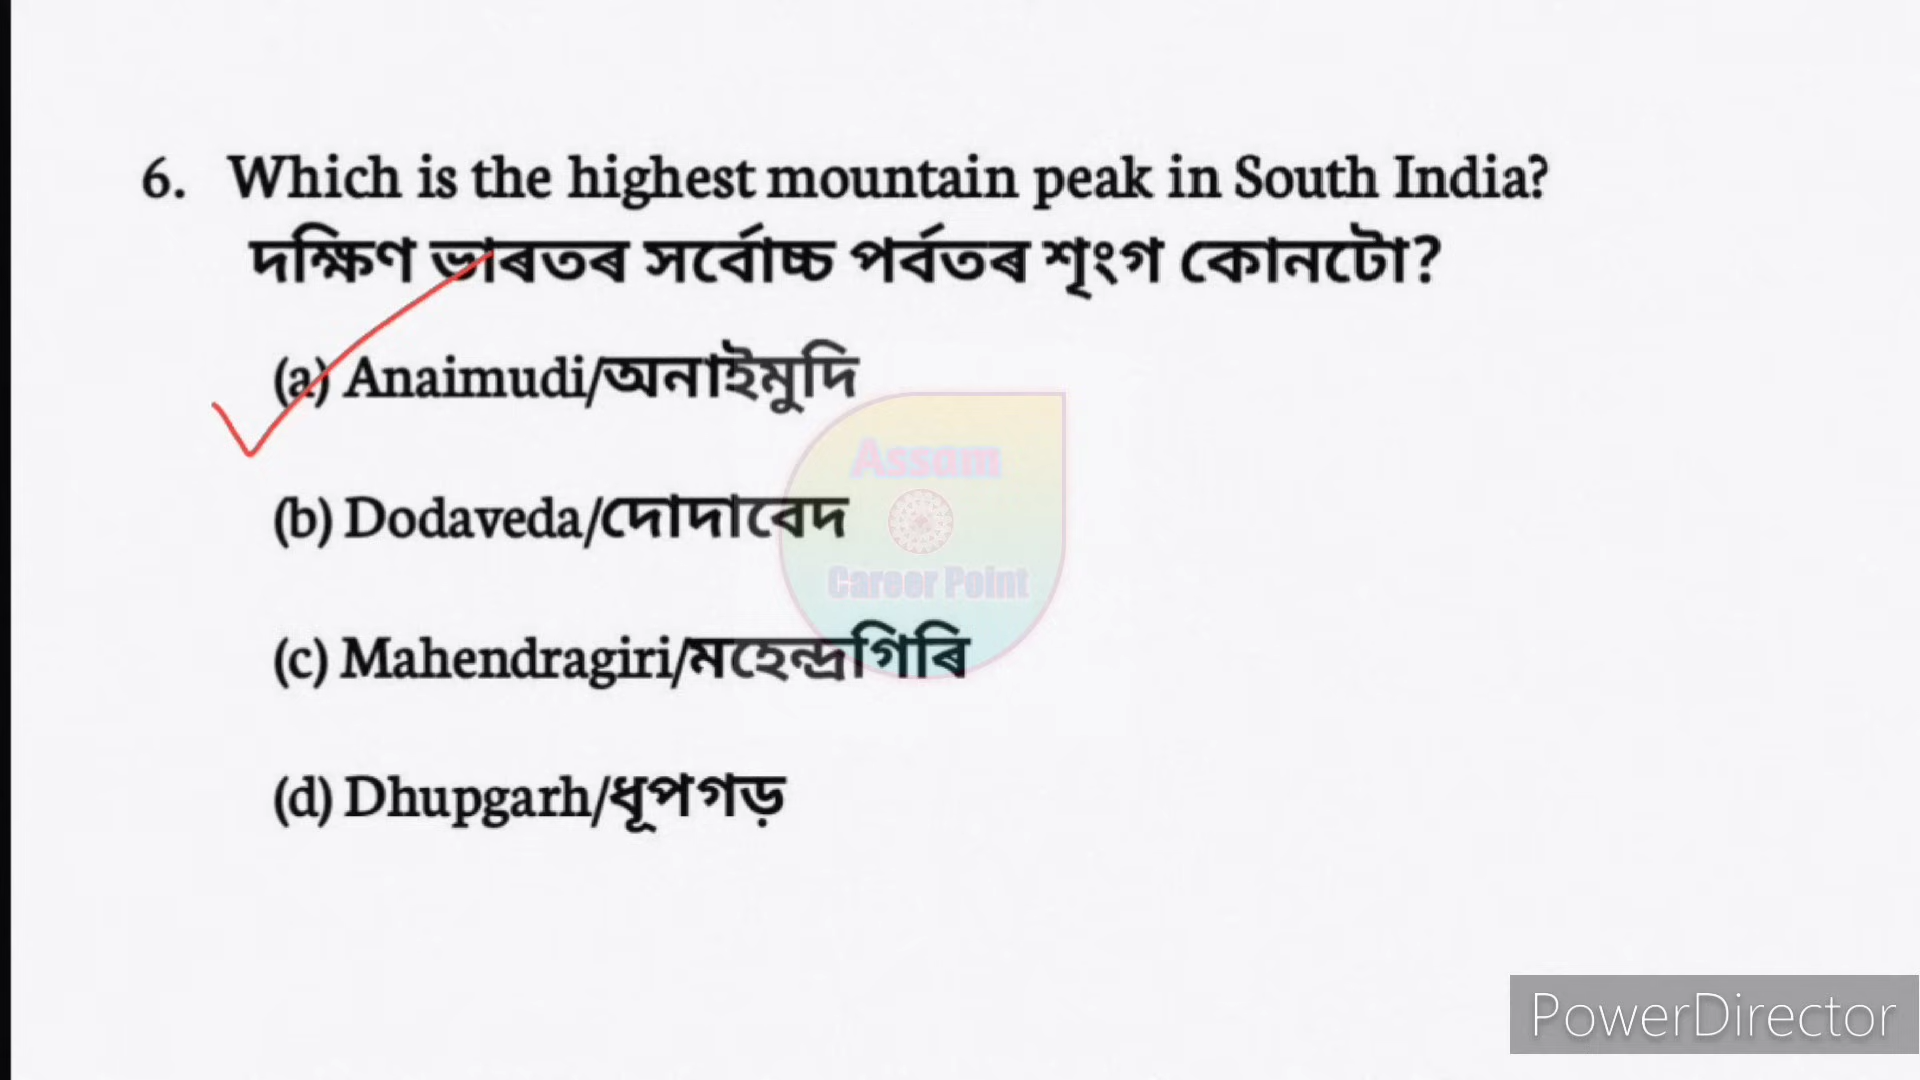 6. Which is the highest mountain peak in South India?
দক্ষিণ ভাৰতৰ সৰ্বোচ্চ পৰ্বতৰ শৃংগ কোনটো?
(a) Anaimudi/অনাইমুদি
(b) Dodaveda/দোদাবেদ
Assam
Career Point
(c) Mahendragiri/মহেন্দ্ৰগিৰি
(d) Dhupgarh/ধূপগড়
PowerDirector